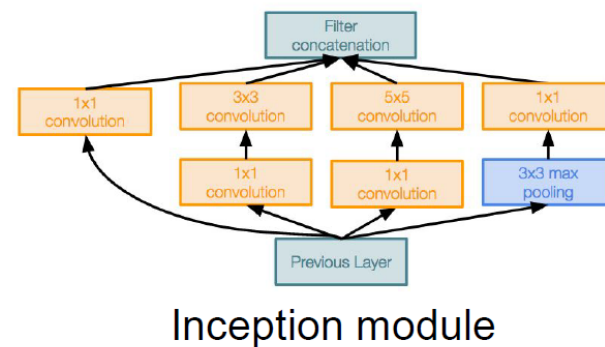 Filter
concatenation
1x1
convolution
3x3
convolution
5x5
convolution
1x1
convolution
1x1
convolution
1x1
convolution
3x3 max
pooling
Previous Layer
Inception module